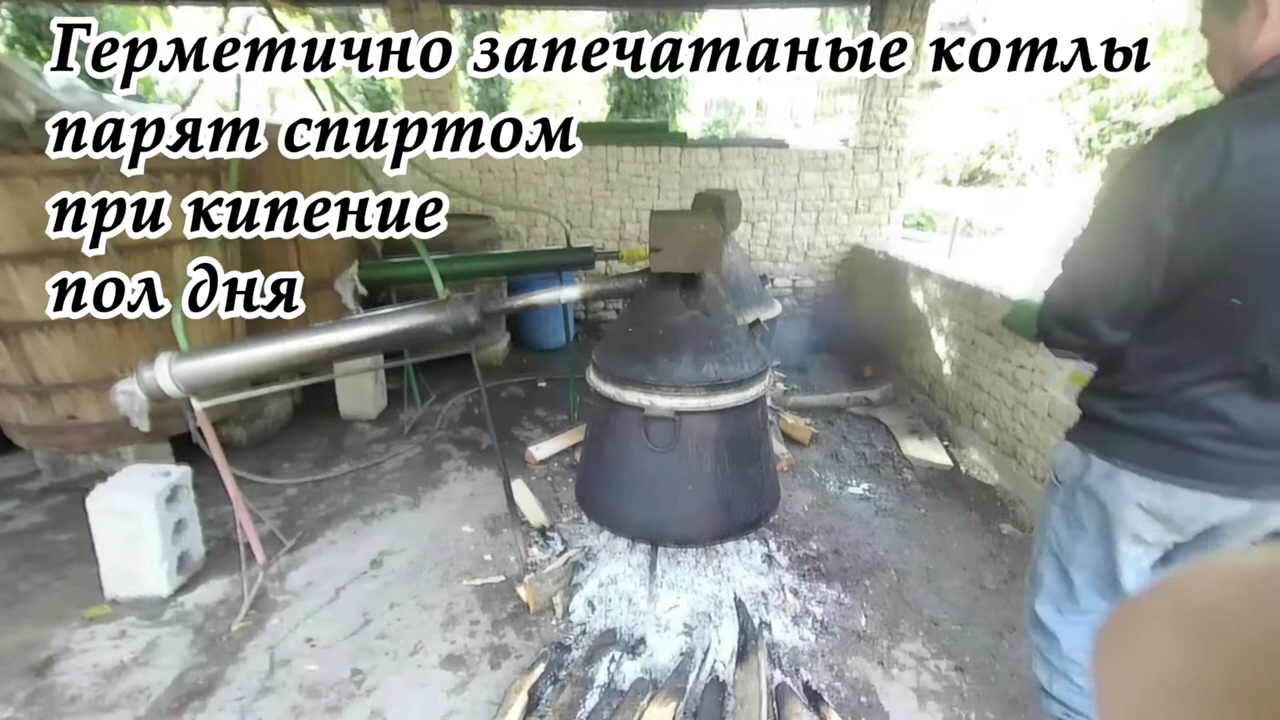 Герметично запечатаные котлы
парят спиртом
при кипение
пол дня